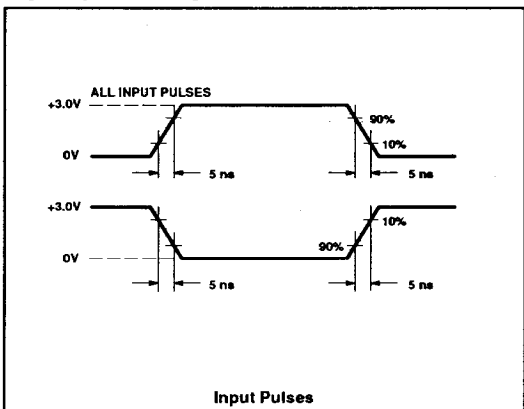 ALL INPUT PULSES
+3.0V
90%
10%
0V
5 ns
5 ns
+3.0V
10%
0V
90%
5 ns
5 ns
Input Pulses